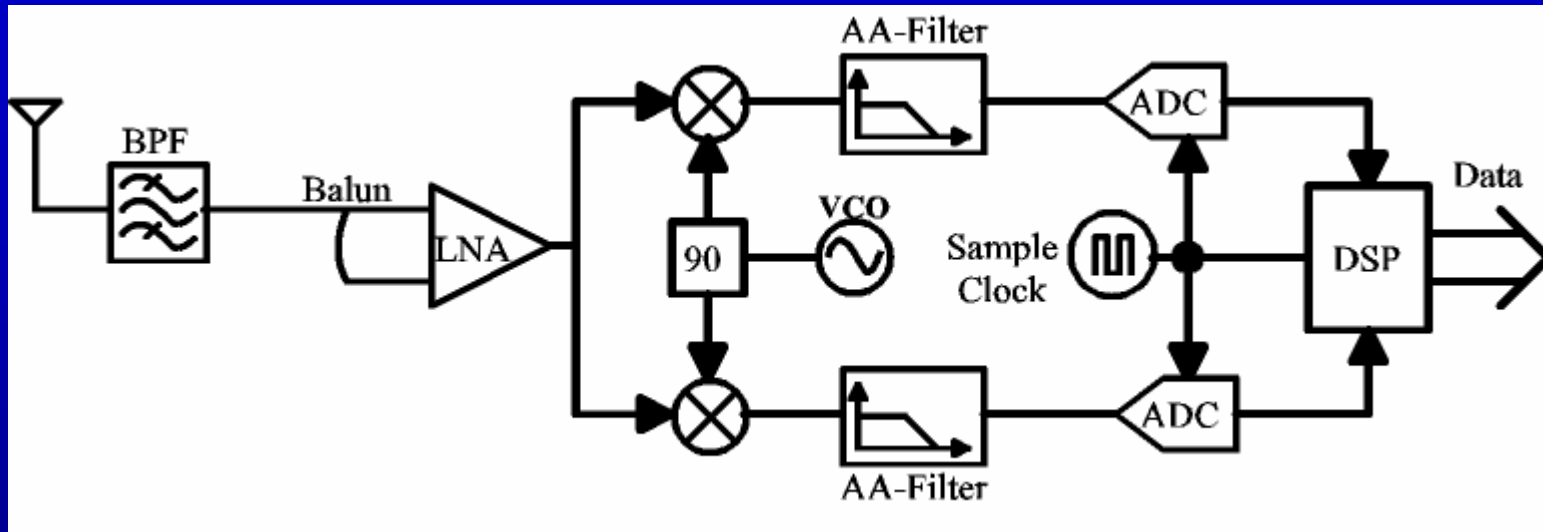 AA-Filter
BPF
Balun
LNA
90
VCO
Sample
Clock
ADC
DSP
Data
ADC
AA-Filter